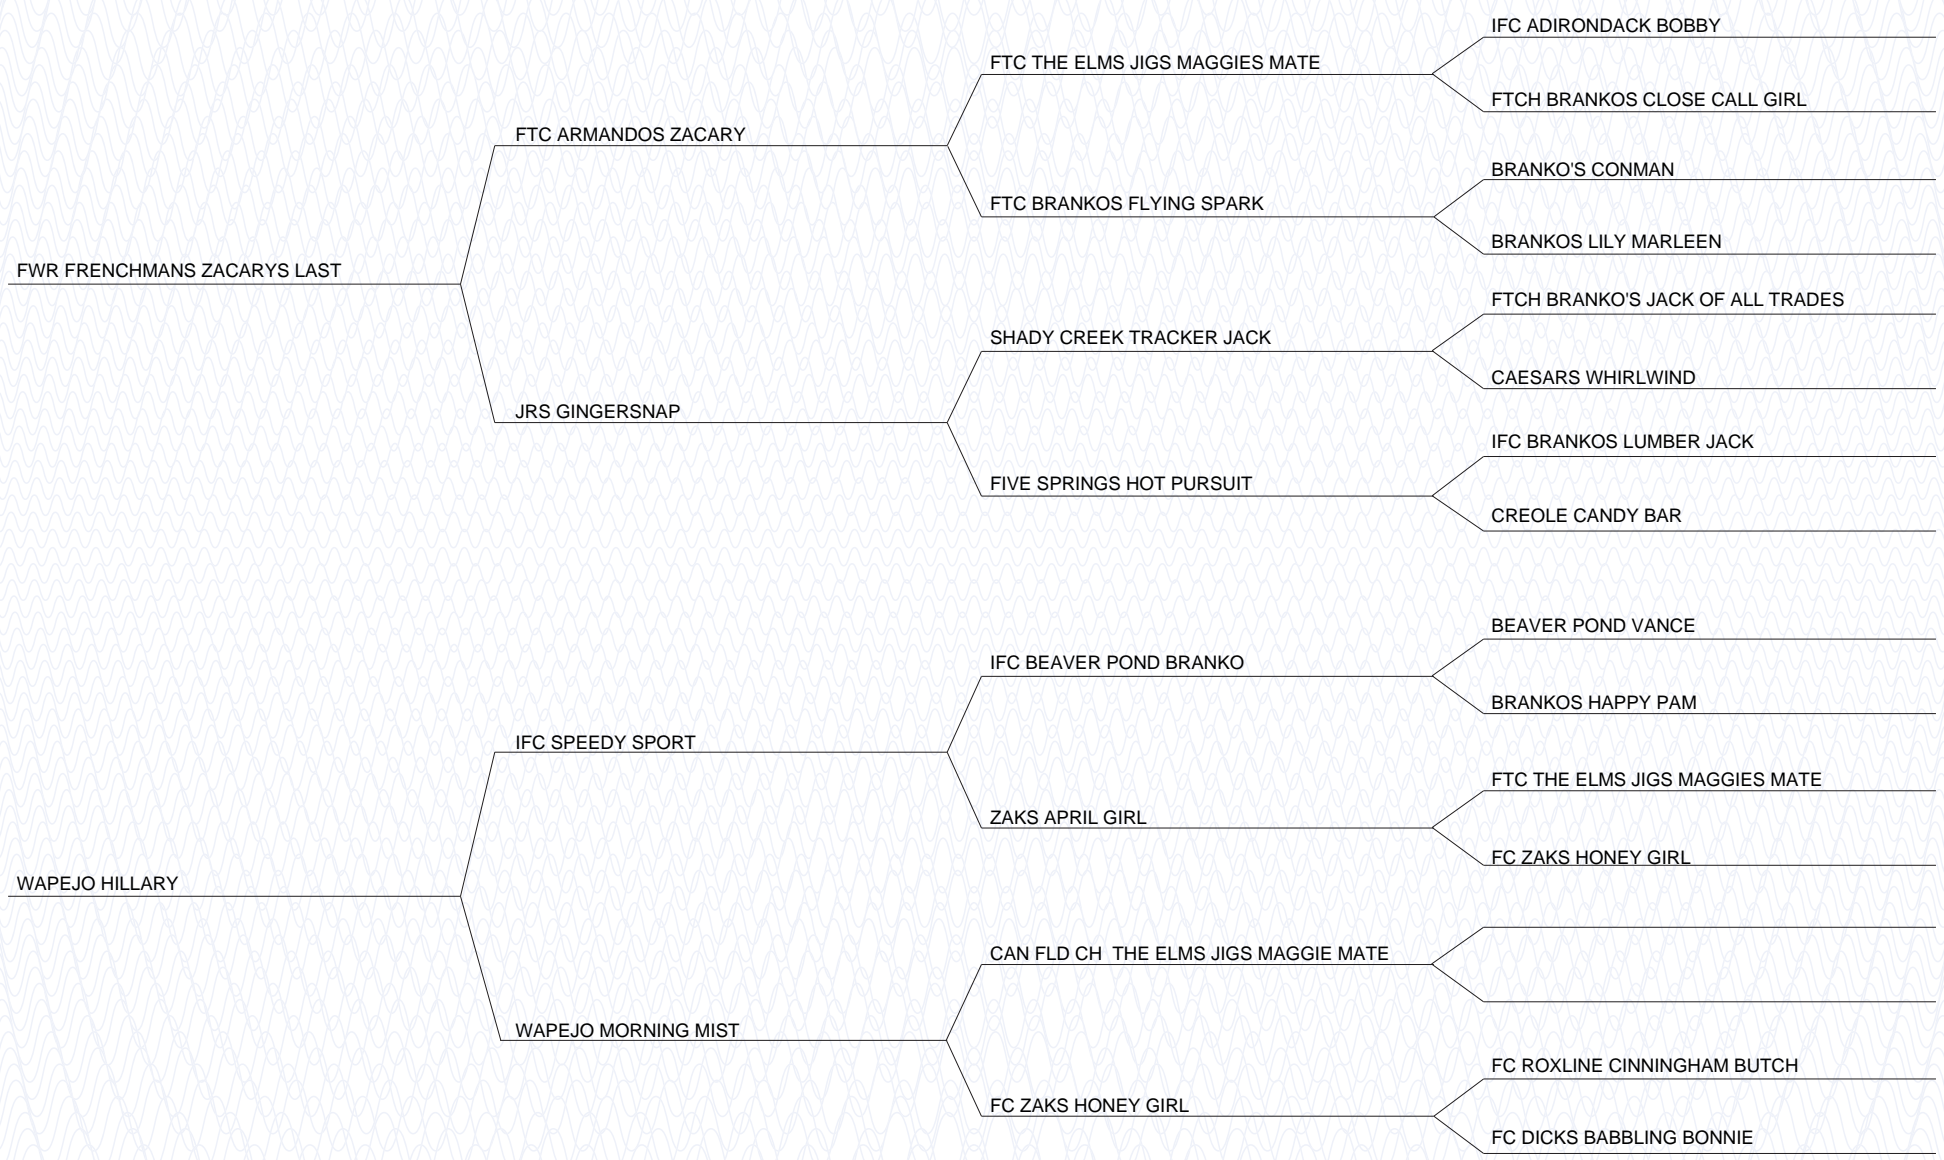 IFC ADIRONDACK BOBBY
FTC THE ELMS JIGS MAGGIES MATE
FTCH BRANKOS CLOSE CALL GIRL
FTC ARMANDOS ZACARY
BRANKO'S CONMAN
FTC BRANKOS FLYING SPARK
BRANKOS LILY MARLEEN
FWR FRENCHMANS ZACARYS LAST
FTCH BRANKO'S JACK OF ALL TRADES
SHADY CREEK TRACKER JACK
CAESARS WHIRLWIND
JRS GINGERSNAP
IFC BRANKOS LUMBER JACK
FIVE SPRINGS HOT PURSUIT
CREOLE CANDY BAR
BEAVER POND VANCE
IFC BEAVER POND BRANKO
BRANKOS HAPPY PAM
IFC SPEEDY SPORT
FTC THE ELMS JIGS MAGGIES MATE
ZAKS APRIL GIRL
FC ZAKS HONEY GIRL
WAPEJO HILLARY
CAN FLD CH  THE ELMS JIGS MAGGIE MATE
WAPEJO MORNING MIST
FC ROXLINE CINNINGHAM BUTCH
FC ZAKS HONEY GIRL
FC DICKS BABBLING BONNIE